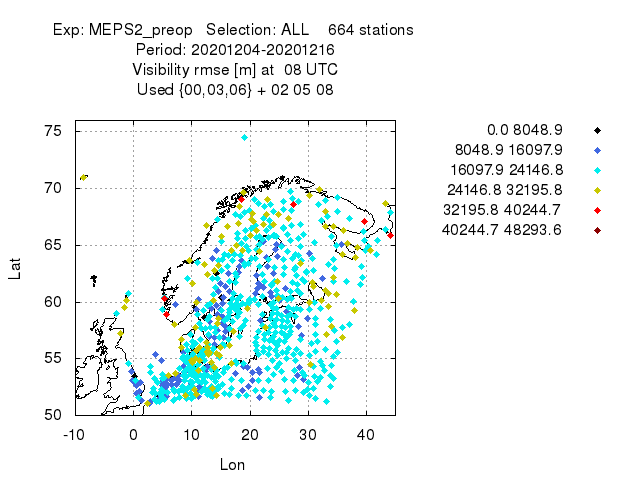 Exp: MEPS2_preop   Selection: ALL    664 stations
Period: 20201204-20201216
Visibility rmse [m] at  08 UTC
Used {00,03,06} + 02 05 08
0.0 8048.9
8048.9 16097.9
16097.9 24146.8
24146.8 32195.8
32195.8 40244.7
40244.7 48293.6
Lat
75
70
65
60
55
50
-10 0 10 20 30 40
Lon